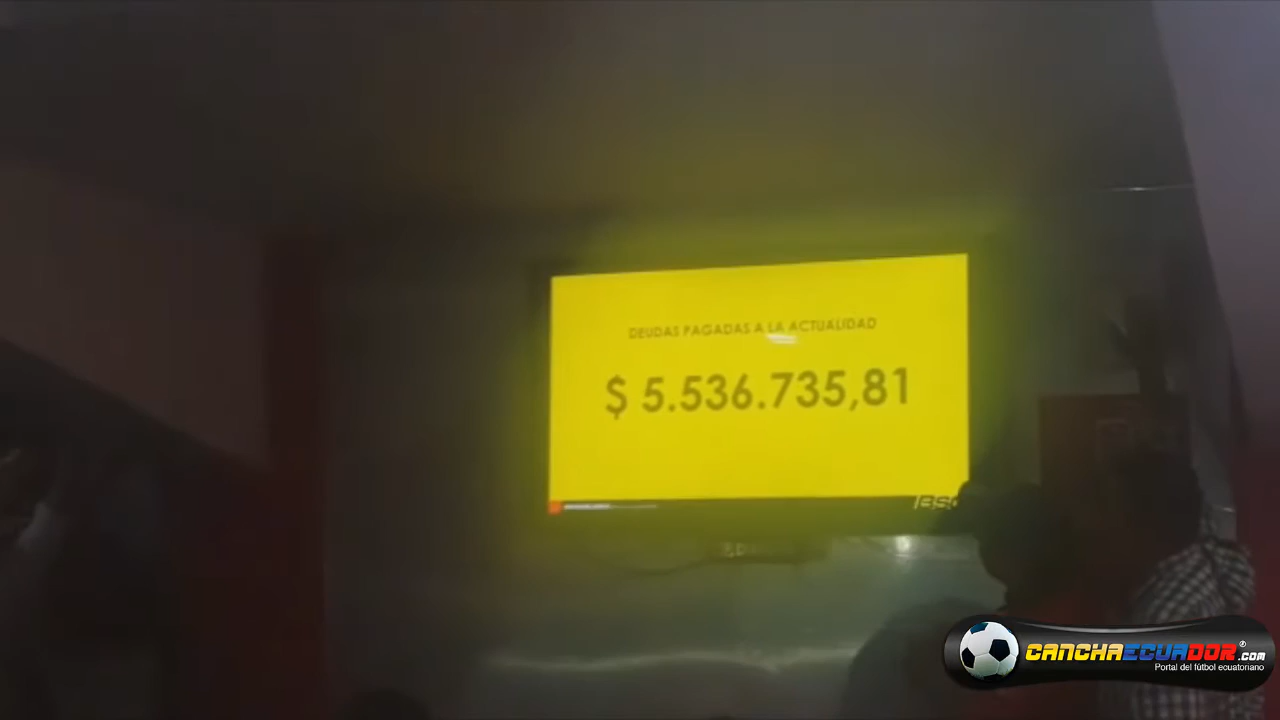 DEUDAS PAGADAS A LA ACTUALIDAD
$ 5.536.735,81
CANCHAECUADOR.COM
Portal del fútbol ecuatoriano